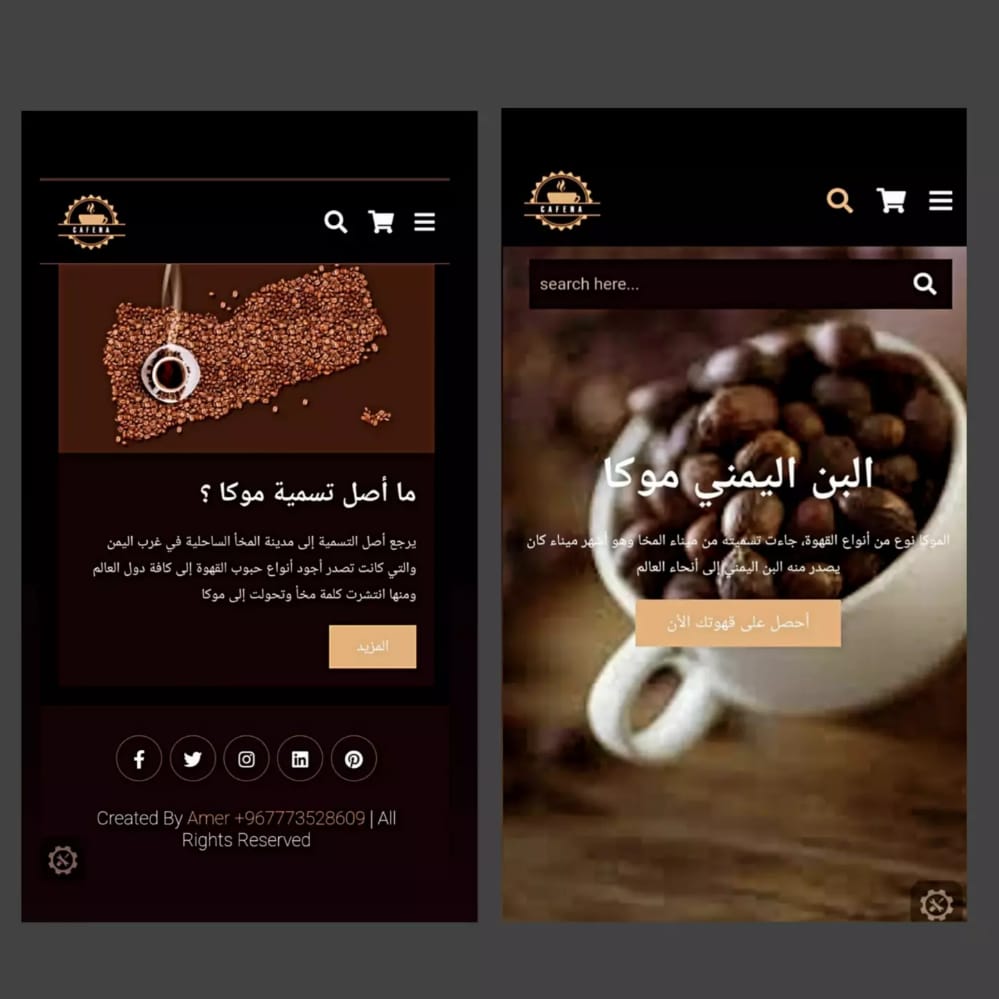 CAFENA
ما أصل تسمية موكا ؟
يرجع أصل التسمية إلى مدينة المخأ الساحلية في غرب اليمن
والتي كانت تصدر أجود أنواع حبوب القهوة إلى كافة دول العالم
ومنها انتشرت كلمة مخأ وتحولت إلى موكا
المزيد
Created By Amer +967773528609 | All
Rights Reserved
CAFENA
search here...
البن اليمني موكا
الموكا نوع من أنواع القهوة، جاءت تسميته من ميناء المخا وهو أشهر ميناء كان
يصدر منه البن اليمني إلى أنحاء العالم
أحصل على قهوتك الأن